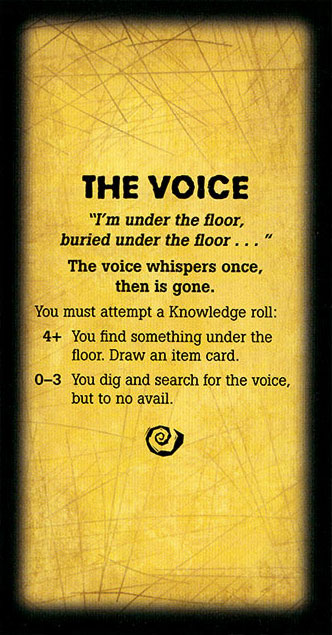 THE VOICE
"I'm under the floor,
buried under the floor . . ."
The voice whispers once,
then is gone.
You must attempt a Knowledge roll:
4+ You find something under the
floor. Draw an item card.
0–3 You dig and search for the voice,
but to no avail.